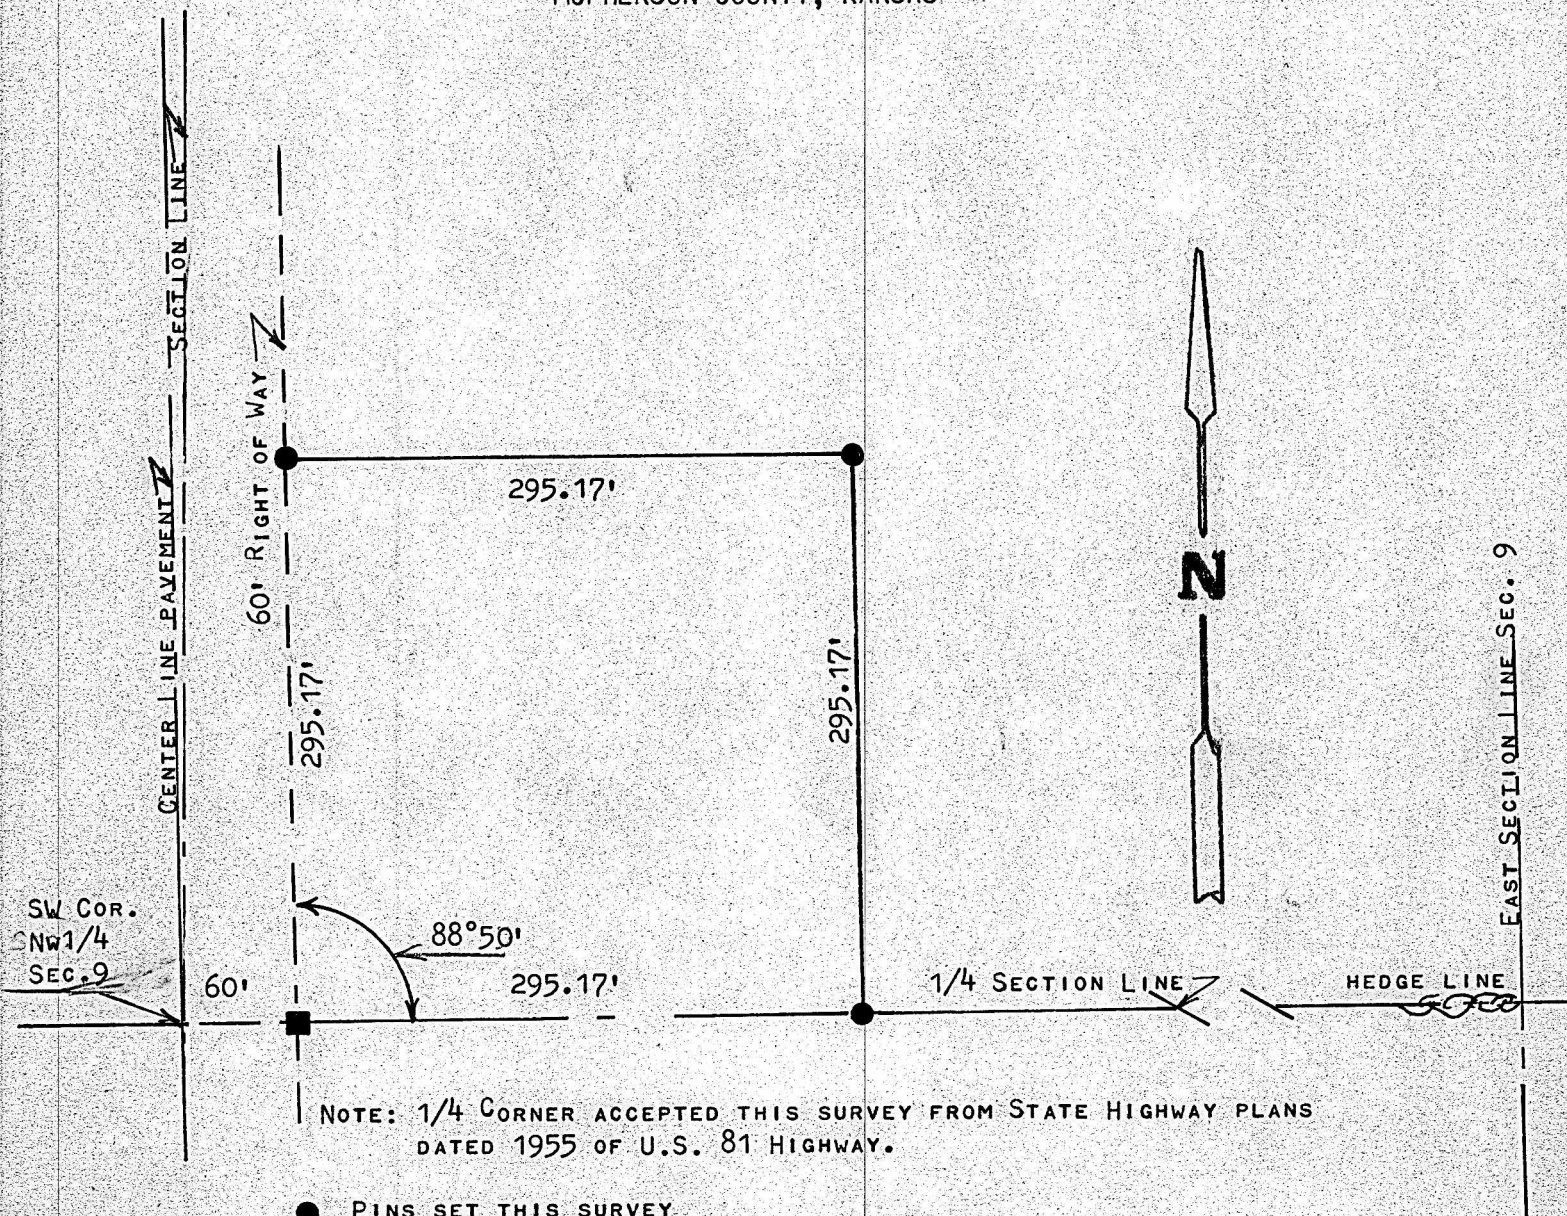 McPHERSON COUNTY, KANSAS
SECTION LINE
60' RIGHT OF WAY
CENTER LINE PAVEMENT
295.17'
295.17'
295.17'
N
EAST SECTION LINE SEC. 9
SW COR.
NW1/4
SEC.9
60'
88°50'
295.17'
1/4 SECTION LINE
HEDGE LINE
NOTE: 1/4 CORNER ACCEPTED THIS SURVEY FROM STATE HIGHWAY PLANS
DATED 1955 OF U.S. 81 HIGHWAY.
PINS SET THIS SURVEY